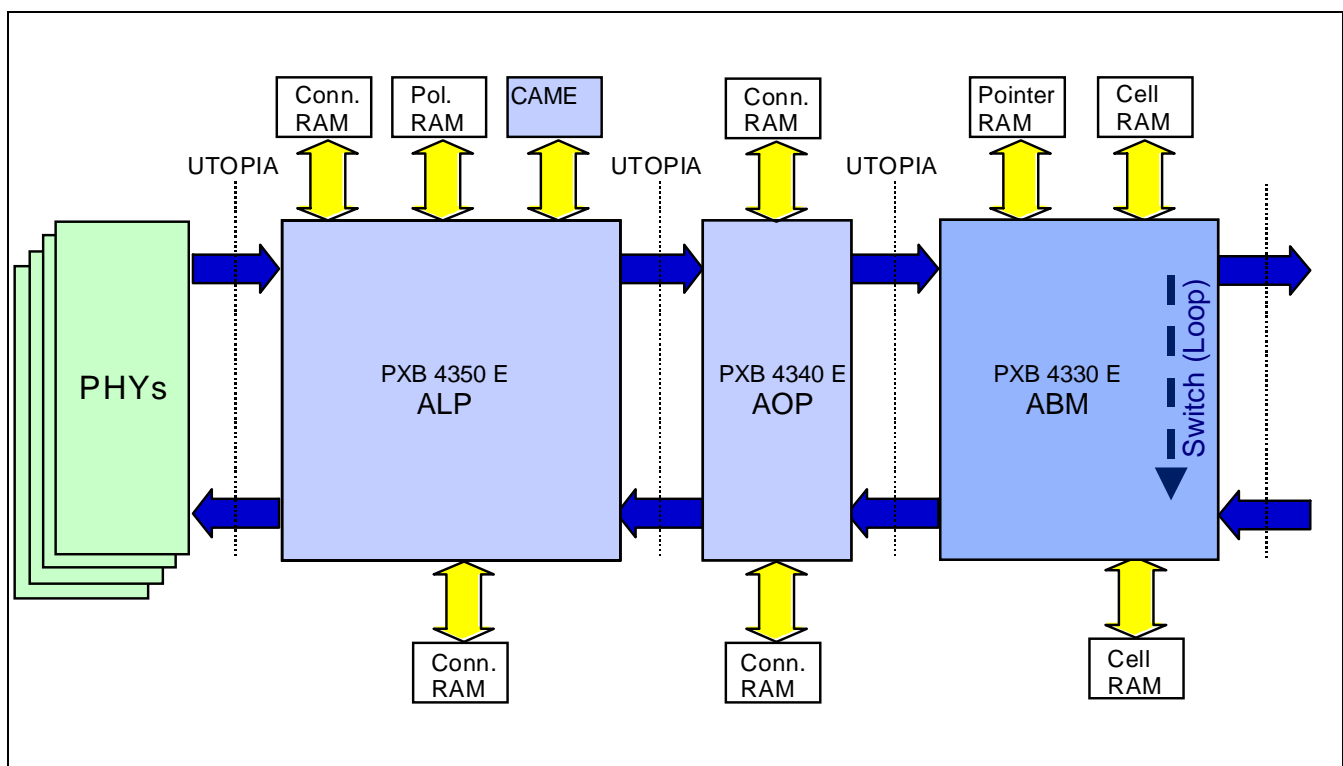 Conn.
RAM
Pol.
RAM
CAME
Conn.
RAM
Pointer
RAM
Cell
RAM
UTOPIA
UTOPIA
UTOPIA
PHYs
PXB 4350 E
ALP
PXB 4340 E
AOP
PXB 4330 E
ABM
Switch (Loop)
Conn.
RAM
Conn.
RAM
Cell
RAM